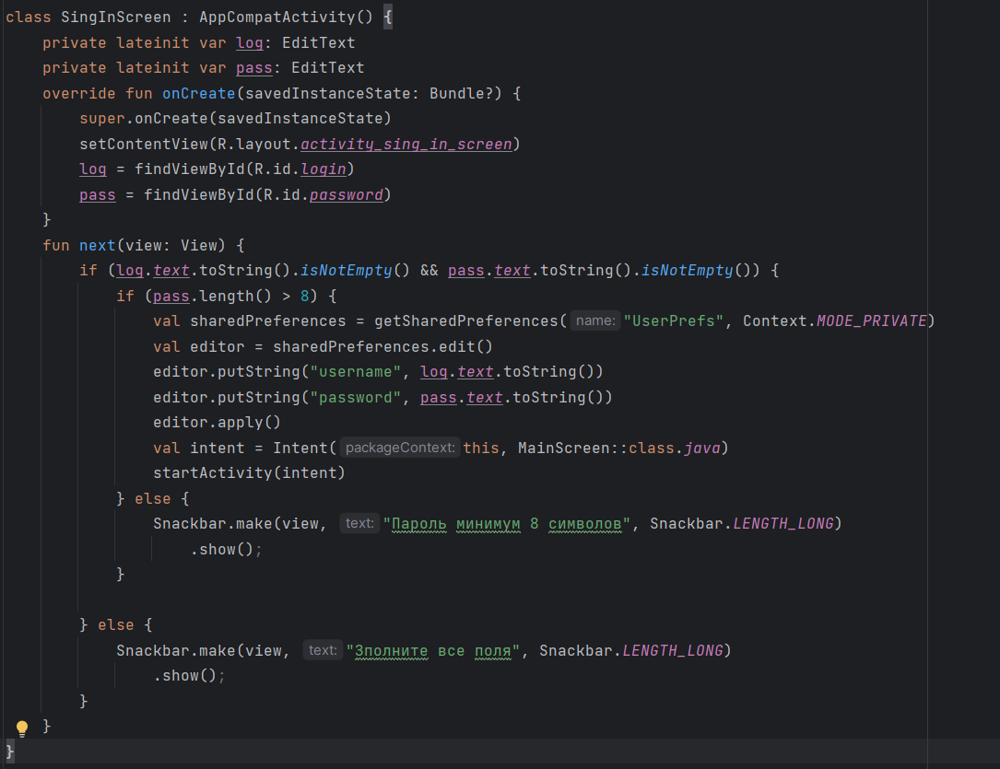 class SingInScreen : AppCompatActivity() {
    private lateinit var log: EditText
    private lateinit var pass: EditText
    override fun onCreate(savedInstanceState: Bundle?) {
        super.onCreate(savedInstanceState)
        setContentView(R.layout.activity_sing_in_screen)
        log = findViewById(R.id.login)
        pass = findViewById(R.id.password)
    }
    fun next(view: View) {
        if (log.text.toString().isNotEmpty() && pass.text.toString().isNotEmpty()) {
            if (pass.length() > 8) {
                val sharedPreferences = getSharedPreferences( name: "UserPrefs", Context.MODE_PRIVATE)
                val editor = sharedPreferences.edit()
                editor.putString("username", log.text.toString())
                editor.putString("password", pass.text.toString())
                editor.apply()
                val intent = Intent( packageContext: this, MainScreen::class.java)
                startActivity(intent)
            } else {
                Snackbar.make(view, text: "Пароль минимум 8 символов", Snackbar.LENGTH_LONG)
                    .show();
            }
        } else {
            Snackbar.make(view, text: "Зполните все поля", Snackbar.LENGTH_LONG)
                .show();
        }
    }
}